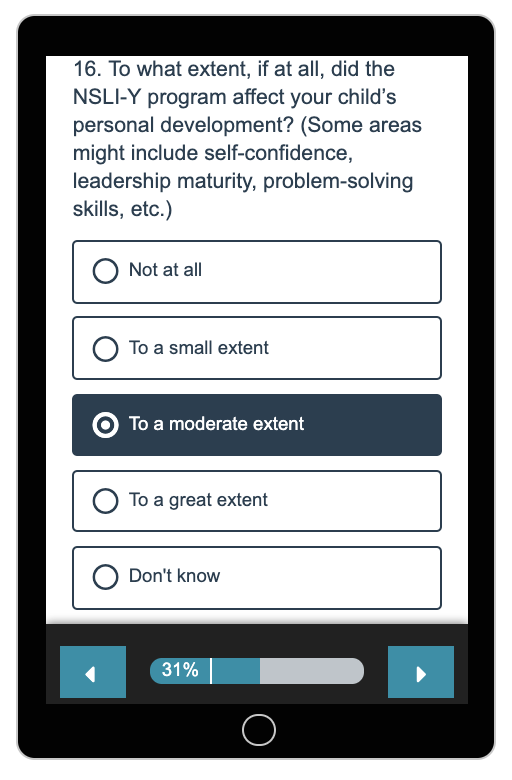 16. To what extent, if at all, did the
NSLI-Y program affect your child’s
personal development? (Some areas
might include self-confidence,
leadership maturity, problem-solving
skills, etc.)
Not at all
To a small extent
To a moderate extent
To a great extent
Don't know
31%